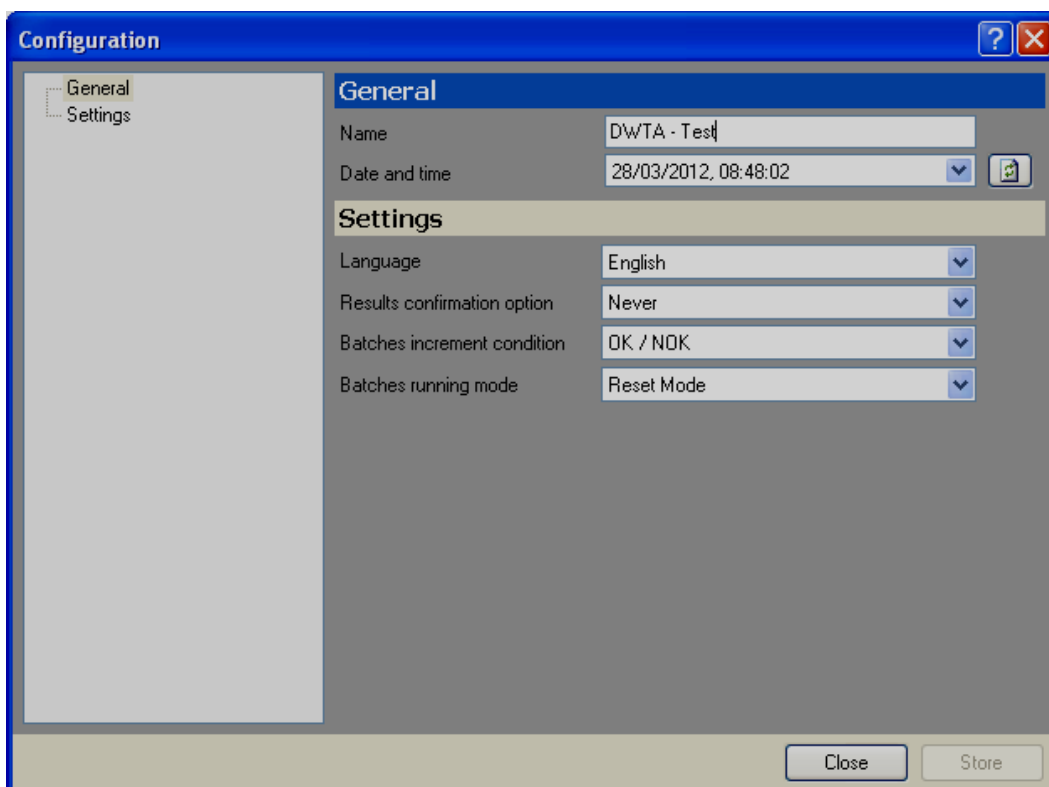 Configuration
General
Settings
General
Name DWTA - Test
Date and time 28/03/2012, 08:48:02
Settings
Language English
Results confirmation option Never
Batches increment condition OK / NOK
Batches running mode Reset Mode
Close Store